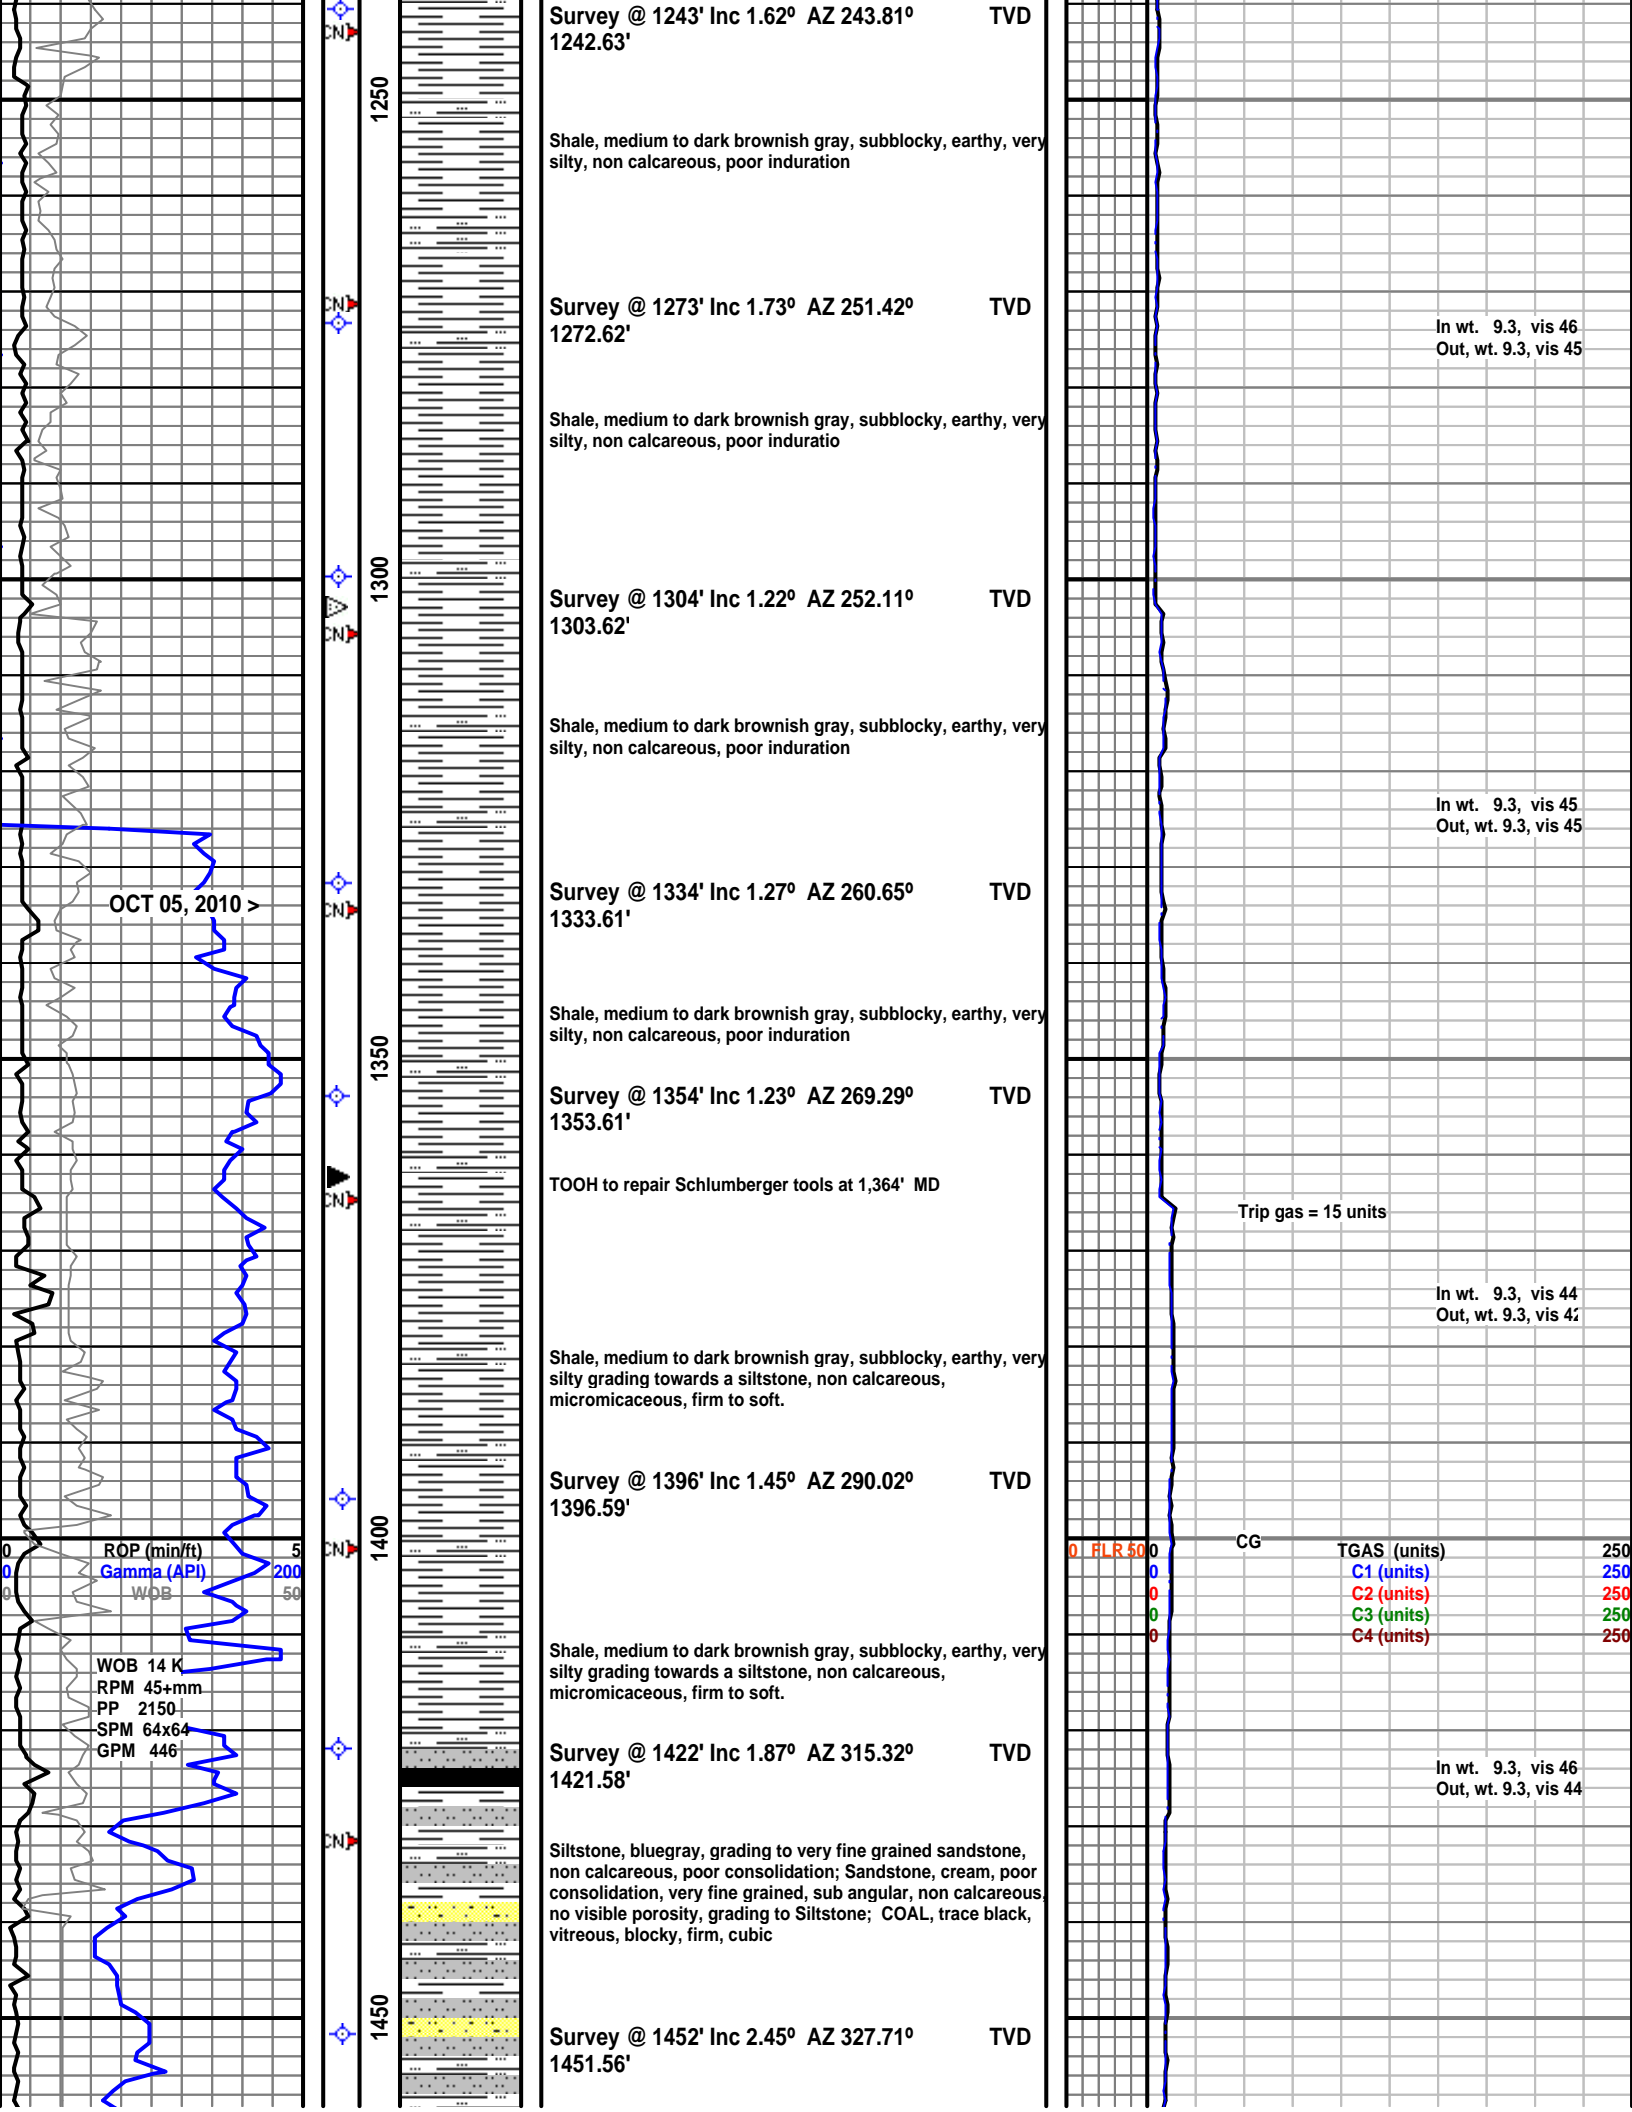 Survey @ 1243' Inc 1.62º AZ 243.81º TVD
1242.63'
CN
1250
Shale, medium to dark brownish gray, subblocky, earthy, very
silty, non calcareous, poor induration
CN
Survey @ 1273' Inc 1.73º AZ 251.42º TVD
1272.62'
In wt. 9.3, vis 46
Out, wt. 9.3, vis 45
Shale, medium to dark brownish gray, subblocky, earthy, very
silty, non calcareous, poor induratio
1300
Survey @ 1304' Inc 1.22º AZ 252.11º TVD
1303.62'
CN
Shale, medium to dark brownish gray, subblocky, earthy, very
silty, non calcareous, poor induration
In wt. 9.3, vis 45
Out, wt. 9.3, vis 45
OCT 05, 2010 >
CN
Survey @ 1334' Inc 1.27º AZ 260.65º TVD
1333.61'
Shale, medium to dark brownish gray, subblocky, earthy, very
silty, non calcareous, poor induration
1350
Survey @ 1354' Inc 1.23º AZ 269.29º TVD
1353.61'
TOOH to repair Schlumberger tools at 1,364' MD
CN
Trip gas = 15 units
In wt. 9.3, vis 44
Out, wt. 9.3, vis 42
Shale, medium to dark brownish gray, subblocky, earthy, very
silty grading towards a siltstone, non calcareous,
micromicaceous, firm to soft.
Survey @ 1396' Inc 1.45º AZ 290.02º TVD
1396.59'
1400
CN
0 ROP (min/ft) 5
0 Gamma (API) 200
0 WOB 50
0 FLR 50
CG
0 TGAS (units) 250
0 C1 (units) 250
0 C2 (units) 250
0 C3 (units) 250
0 C4 (units) 250
WOB 14 K
RPM 45+mm
PP 2150
SPM 64x64
GPM 446
Shale, medium to dark brownish gray, subblocky, earthy, very
silty grading towards a siltstone, non calcareous,
micromicaceous, firm to soft.
Survey @ 1422' Inc 1.87º AZ 315.32º TVD
1421.58'
In wt. 9.3, vis 46
Out, wt. 9.3, vis 44
CN
Siltstone, bluegray, grading to very fine grained sandstone,
non calcareous, poor consolidation; Sandstone, cream, poor
consolidation, very fine grained, sub angular, non calcareous,
no visible porosity, grading to Siltstone; COAL, trace black,
vitreous, blocky, firm, cubic
1450
Survey @ 1452' Inc 2.45º AZ 327.71º TVD
1451.56'